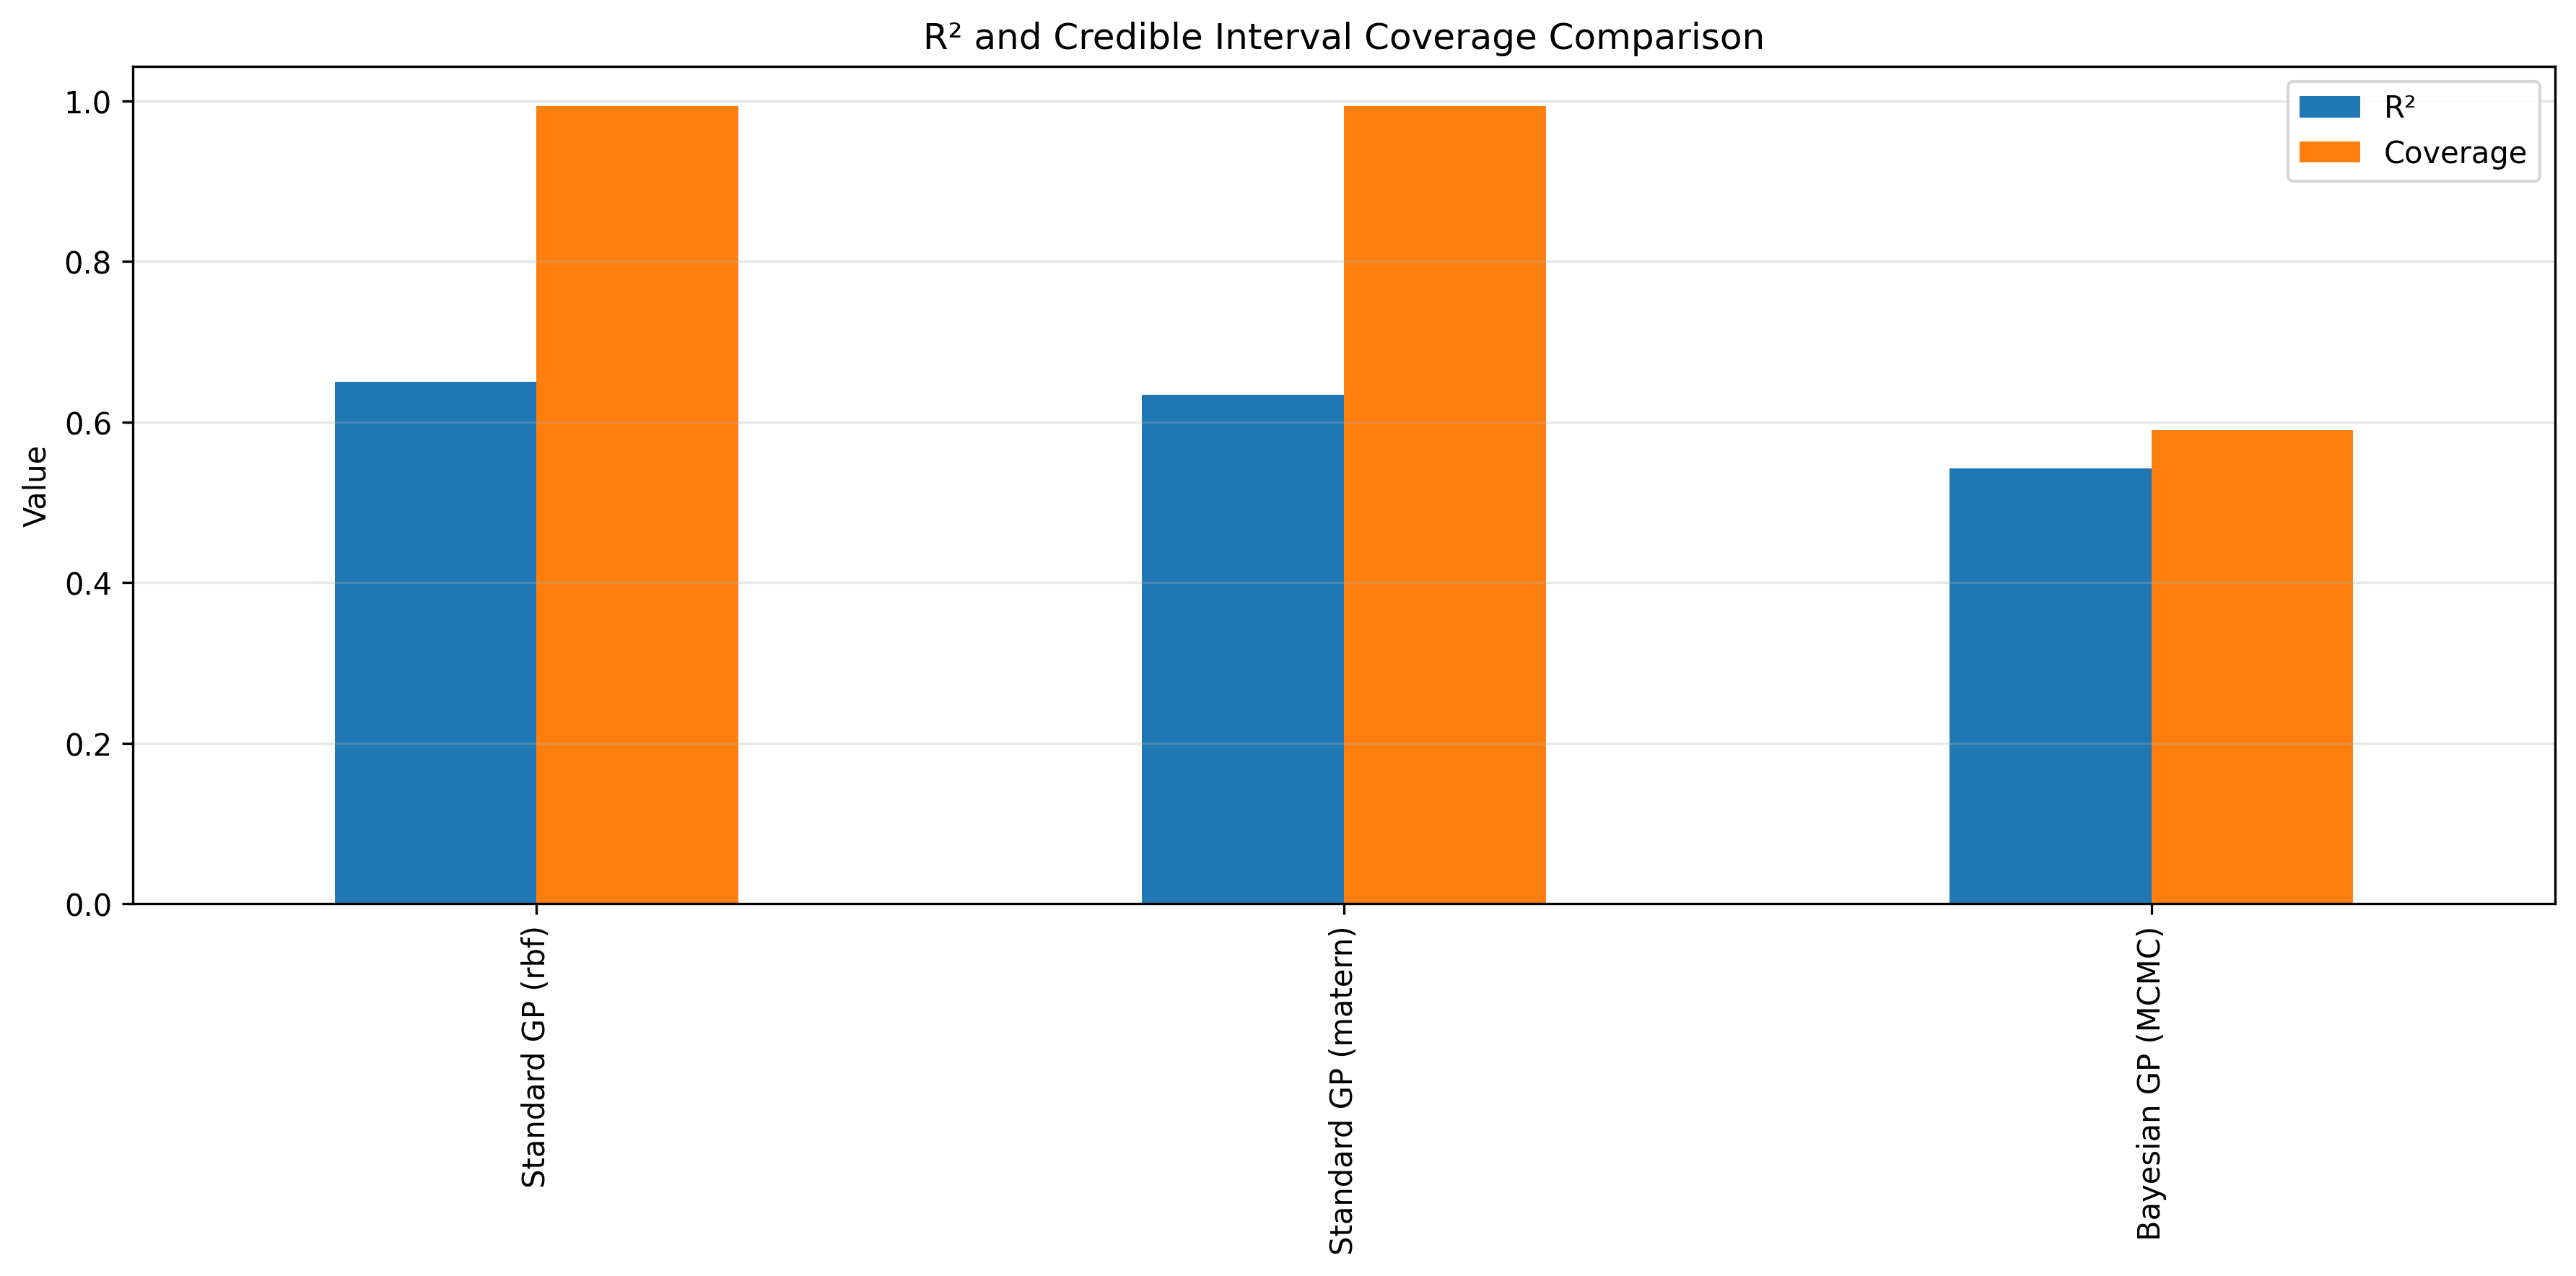 R² and Credible Interval Coverage Comparison
R²
Coverage
Value
1.0
0.8
0.6
0.4
0.2
0.0
Standard GP (rbf)
Standard GP (matern)
Bayesian GP (MCMC)